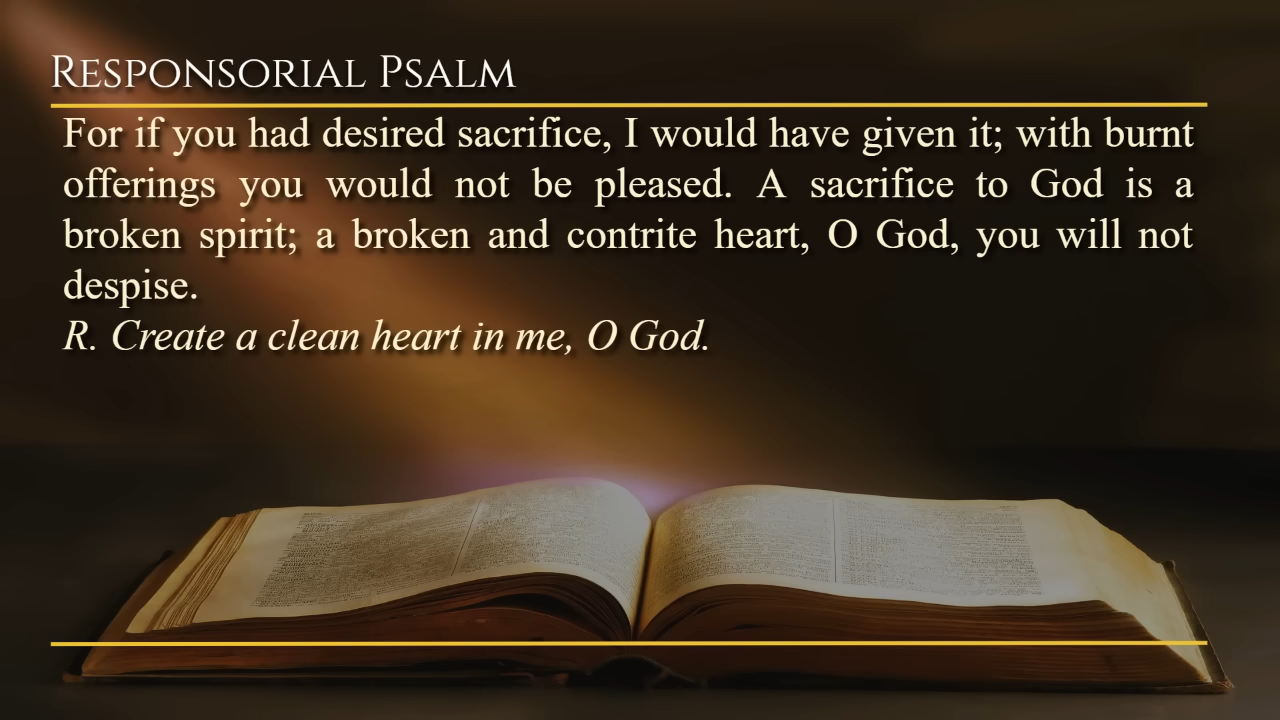 Responsorial Psalm
For if you had desired sacrifice, I would have given it; with burnt
offerings you would not be pleased. A sacrifice to God is a
broken spirit; a broken and contrite heart, O God, you will not
despise.
R. Create a clean heart in me, O God.